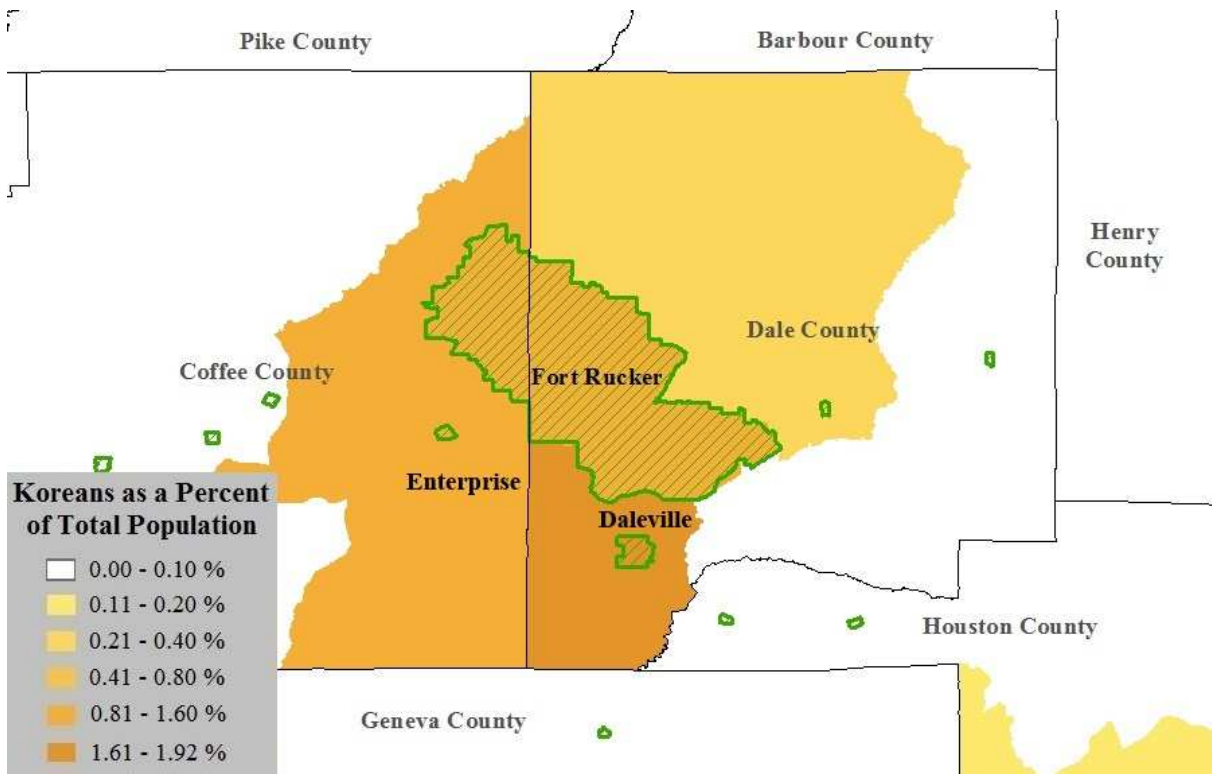 Pike County
Barbour County
Henry
County
Dale County
Coffee County
Fort Rucker
Enterprise
Daleville
Houston County
Geneva County
Koreans as a Percent
of Total Population
0.00 - 0.10 %
0.11 - 0.20 %
0.21 - 0.40 %
0.41 - 0.80 %
0.81 - 1.60 %
1.61 - 1.92 %